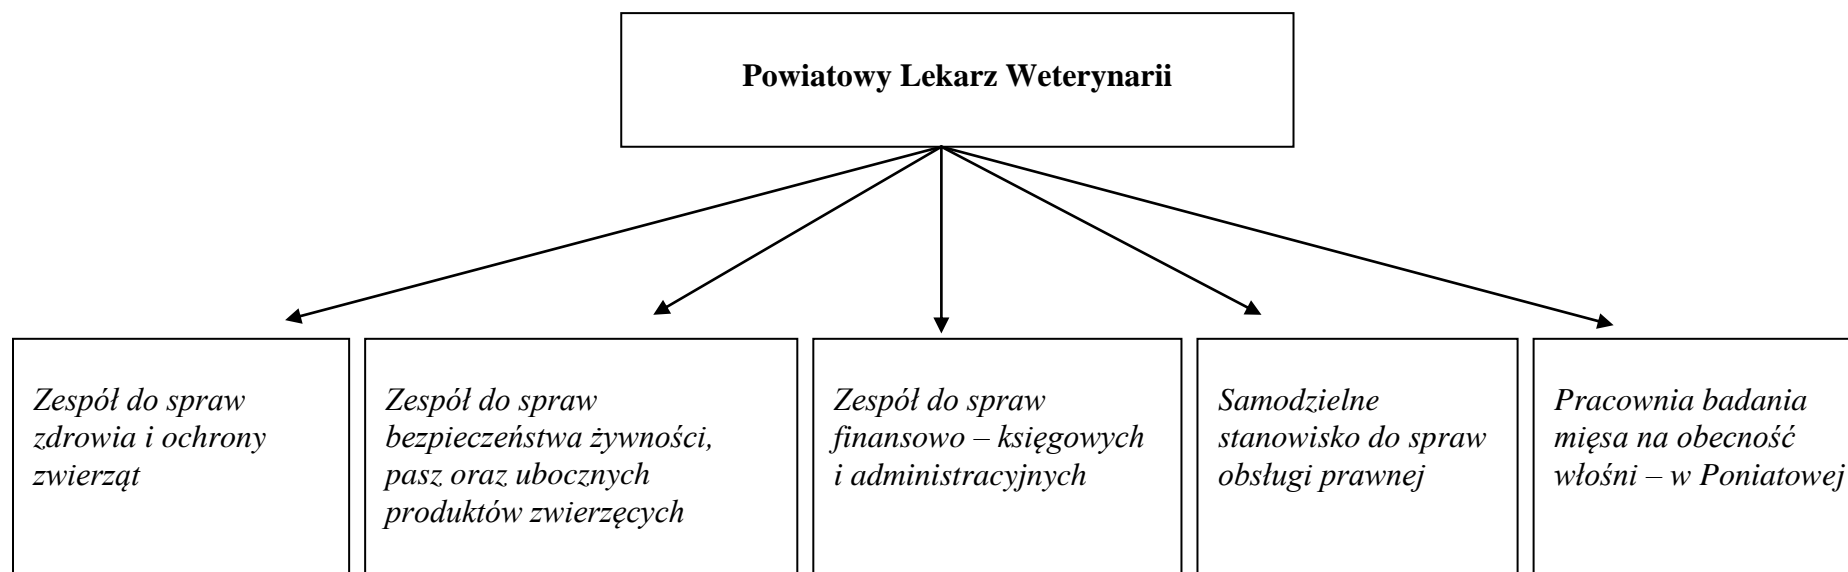 Powiatowy Lekarz Weterynarii
Zespół do spraw
zdrowia i ochrony
zwierząt
Zespół do spraw
bezpieczeństwa żywności,
pasz oraz ubocznych
produktów zwierzęcych
Zespół do spraw
finansowo – księgowych
i administracyjnych
Samodzielne
stanowisko do spraw
obsługi prawnej
Pracownia badania
mięsa na obecność
włośni – w Poniatowej